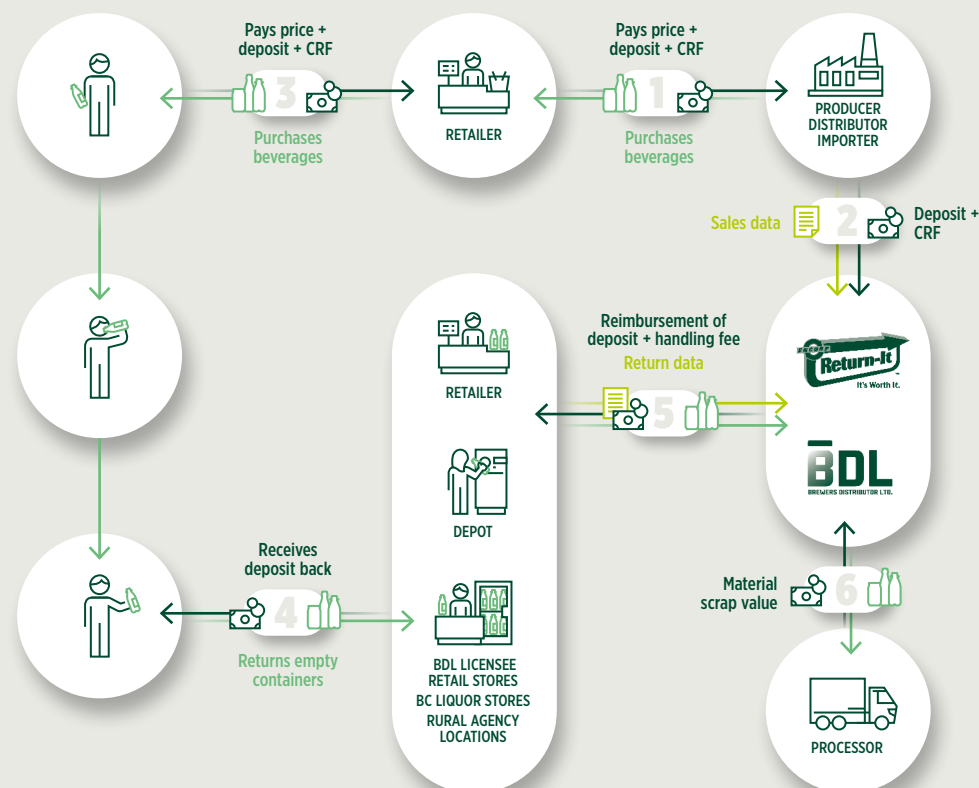 Pays price +
deposit + CRF
3
Purchases
beverages
RETAILER
Pays price +
deposit + CRF
1
Purchases
beverages
PRODUCER
DISTRIBUTOR
IMPORTER
Sales data
2
Deposit +
CRF
RETAILER
DEPOT
BDL LICENSEE
RETAIL STORES
BC LIQUOR STORES
RURAL AGENCY
LOCATIONS
Reimbursement of
deposit + handling fee
Return data
5
ENCORP
Return-It
™
It's Worth It.
BDL
BREWERS DISTRIBUTOR LTD.
Receives
deposit back
4
Returns empty
containers
Material
scrap value
6
PROCESSOR